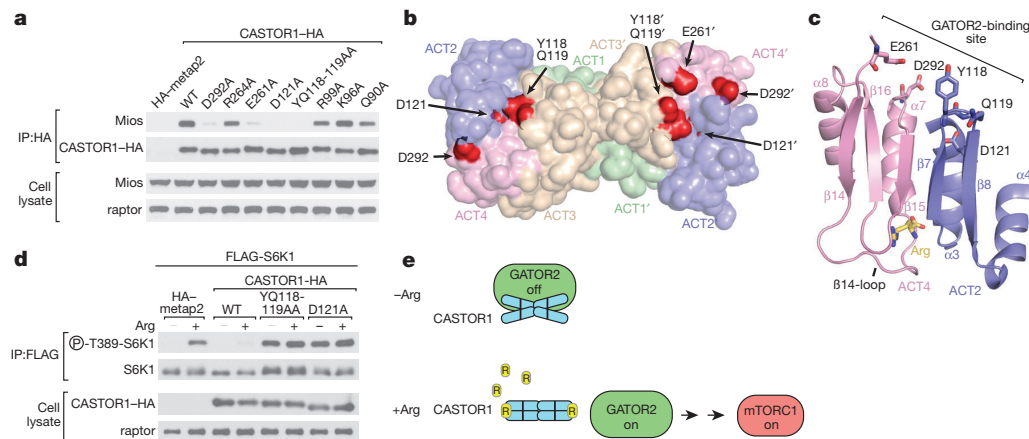 a
CASTOR1–HA
HA–metap2
WT
D292A
R264A
E261A
D121A
YQ118–119AA
R99A
K96A
Q90A
IP:HA
Mios
CASTOR1–HA
Cell
lysate
Mios
raptor
b
ACT2
Y118
Q119
ACT1
ACT3′
Y118′
Q119′
E261′
ACT4′
D121
D292′
D292
D121′
ACT4
ACT3
ACT1′
ACT2′
c
GATOR2-binding
site
E261
D292
Y118
α8
β16
α7
Q119
D121
β7
β8
α4
β14
β15
Arg
α3
ß14-loop
ACT4
ACT2
d
FLAG-S6K1
CASTOR1–HA
HA–
metap2
WT
YQ118-
119AA
D121A
Arg
– + – + – + – +
IP:FLAG
Ⓟ-T389-S6K1
S6K1
Cell
lysate
CASTOR1–HA
raptor
e
–Arg
GATOR2
off
CASTOR1
R
R
R
+Arg
CASTOR1
R
R
GATOR2
on
mTORC1
on